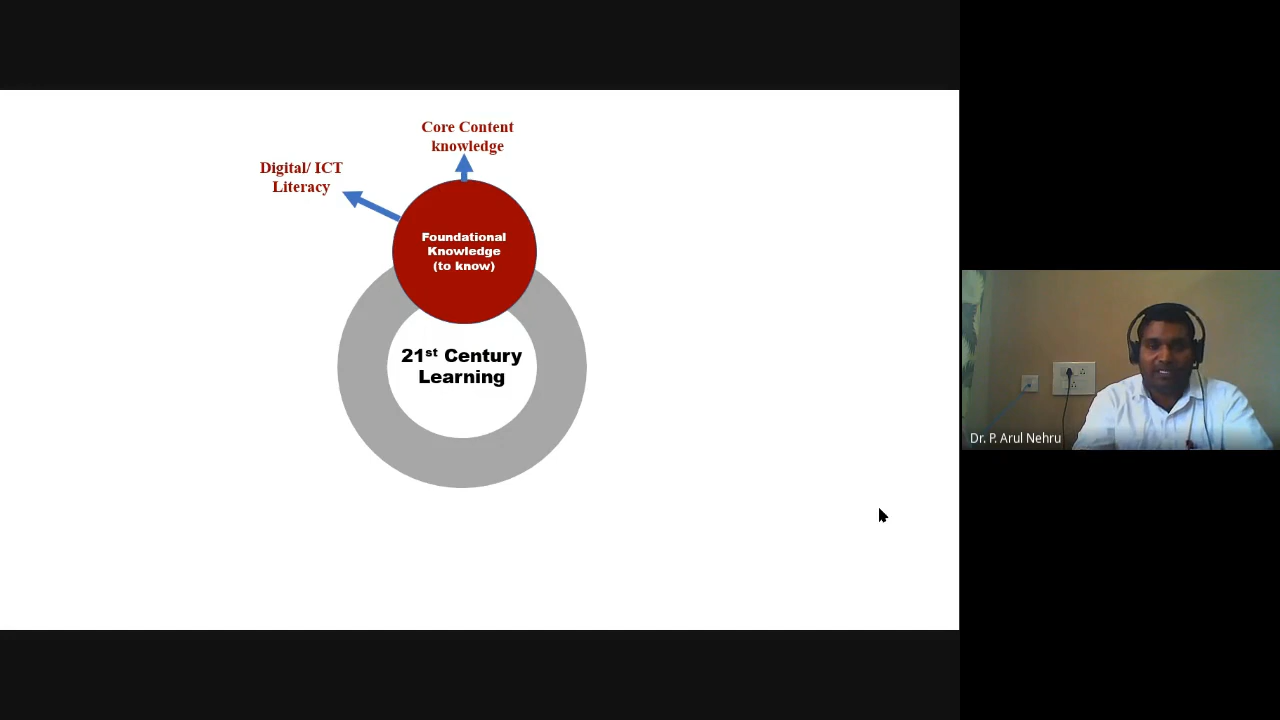 Core Content
knowledge
Digital/ ICT
Literacy
Foundational
Knowledge
(to know)
21st Century
Learning
Dr. P. Arul Nehru